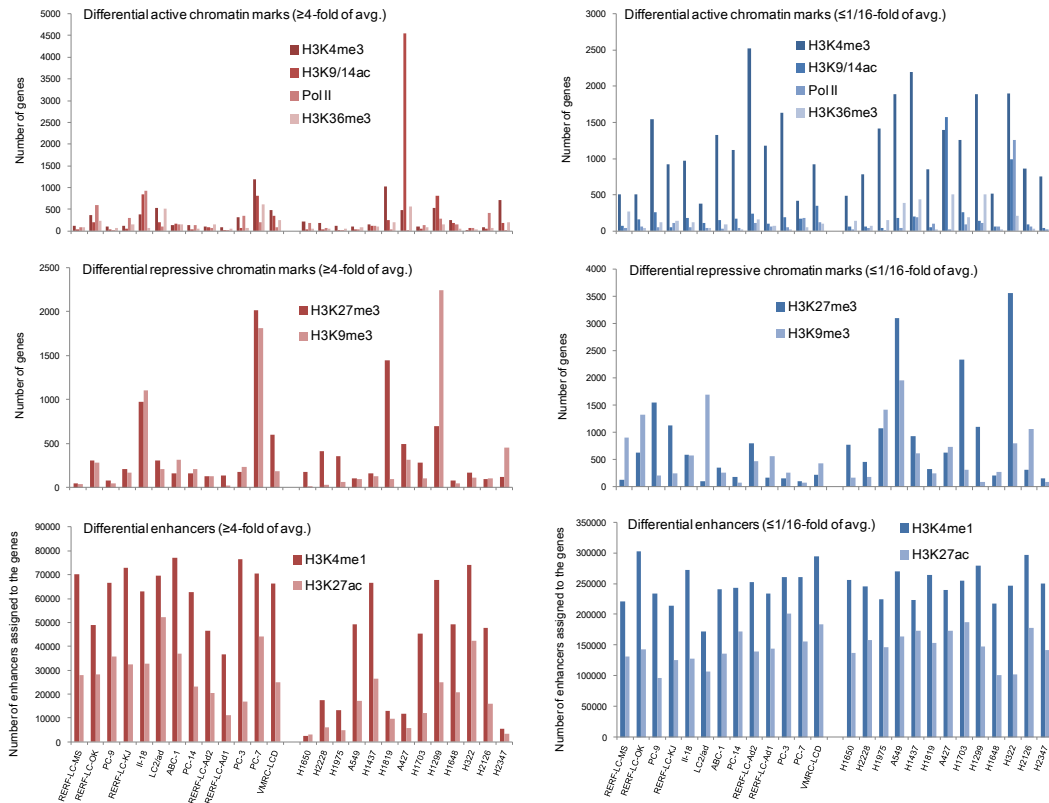 Differential active chromatin marks (≥4-fold of avg.)
5000
4500
4000
3500
3000
2500
2000
1500
1000
500
0
Number of genes
H3K4me3
H3K9/14ac
Pol II
H3K36me3
Differential active chromatin marks (≤1/16-fold of avg.)
3000
2500
2000
1500
1000
500
0
Number of genes
H3K4me3
H3K9/14ac
Pol II
H3K36me3
Differential repressive chromatin marks (≥4-fold of avg.)
2500
2000
1500
1000
500
0
Number of genes
H3K27me3
H3K9me3
Differential repressive chromatin marks (≤1/16-fold of avg.)
4000
3500
3000
2500
2000
1500
1000
500
0
Number of genes
H3K27me3
H3K9me3
Differential enhancers (≥4-fold of avg.)
90000
80000
70000
60000
50000
40000
30000
20000
10000
0
Number of enhancers assigned to the genes
H3K4me1
H3K27ac
RERF-LC-MS
RERF-LC-OK
PC-9
RERF-LC-KJ
II-18
LC2/ad
ABC-1
PC-14
RERF-LC-Ad2
RERF-LC-Ad1
PC-3
PC-7
VMRC-LCD
H1650
H2228
H1975
A549
H1437
H1819
A427
H1703
H1299
H1648
H322
H2126
H2347
Differential enhancers (≤1/16-fold of avg.)
350000
300000
250000
200000
150000
100000
50000
0
Number of enhancers assigned to the genes
H3K4me1
H3K27ac
RERF-LC-MS
RERF-LC-OK
PC-9
RERF-LC-KJ
II-18
LC2/ad
ABC-1
PC-14
RERF-LC-Ad2
RERF-LC-Ad1
PC-3
PC-7
VMRC-LCD
H1650
H2228
H1975
A549
H1437
H1819
A427
H1703
H1299
H1648
H322
H2126
H2347